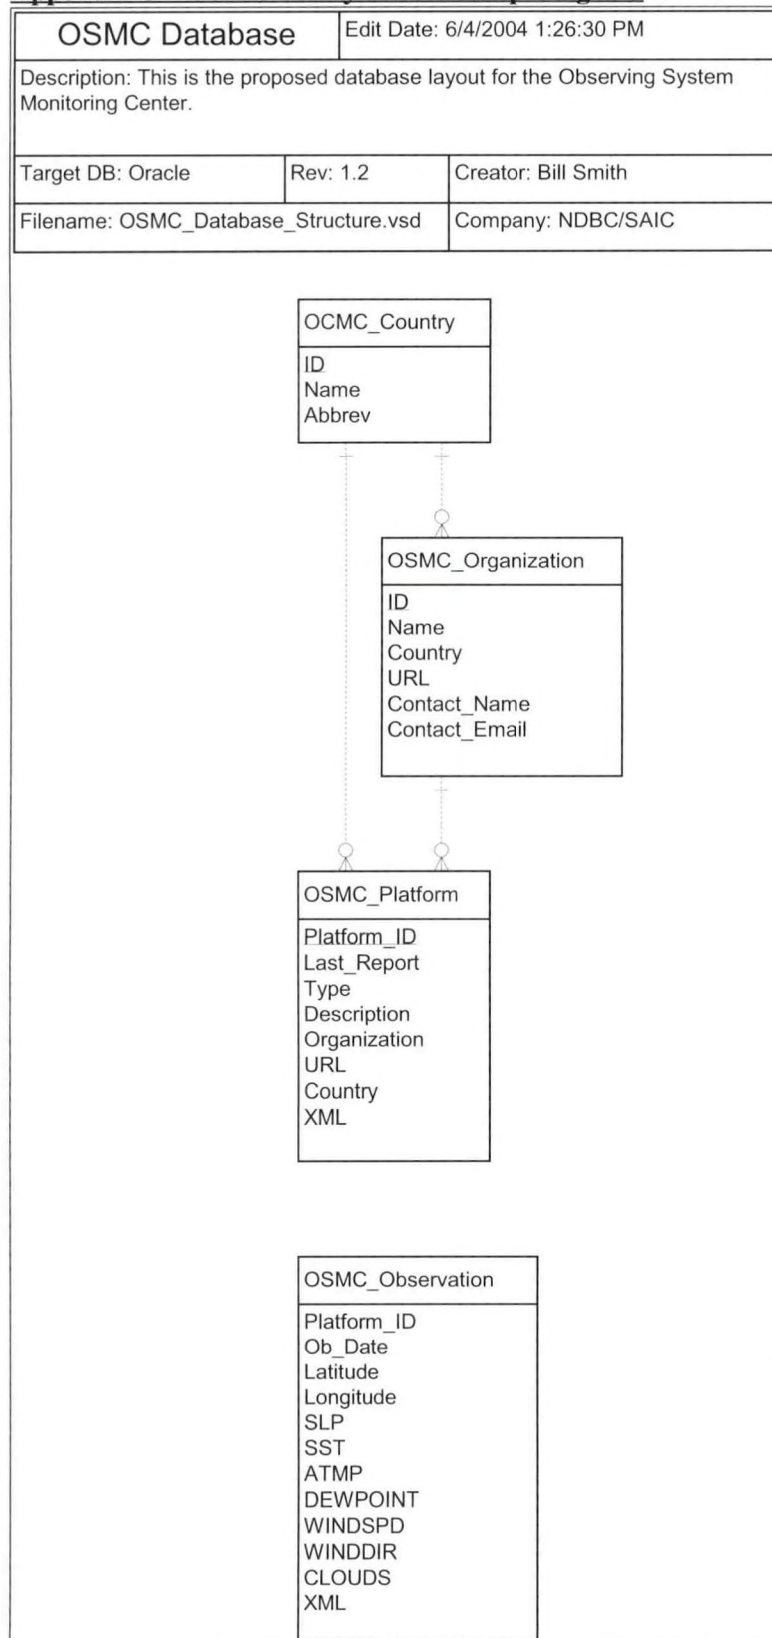 OSMC Database
Edit Date: 6/4/2004 1:26:30 PM
Description: This is the proposed database layout for the Observing System
Monitoring Center.
Target DB: Oracle
Rev: 1.2
Creator: Bill Smith
Filename: OSMC_Database_Structure.vsd
Company: NDBC/SAIC
OCMC_Country
ID
Name
Abbrev
OSMC_Organization
ID
Name
Country
URL
Contact_Name
Contact_Email
OSMC_Platform
Platform_ID
Last_Report
Type
Description
Organization
URL
Country
XML
OSMC_Observation
Platform_ID
Ob_Date
Latitude
Longitude
SLP
SST
ATMP
DEWPOINT
WINDSPD
WINDDIR
CLOUDS
XML